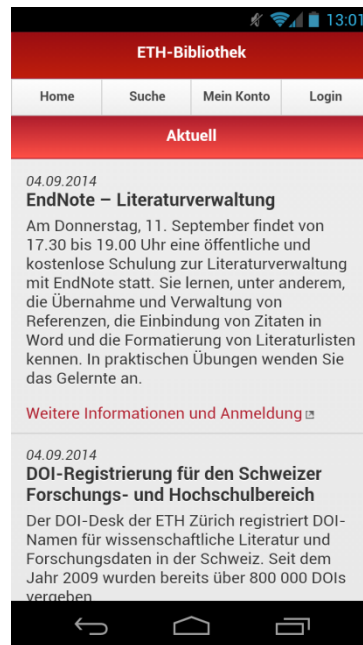 13:01
ETH-Bibliothek
Home Suche Mein Konto Login
Aktuell
04.09.2014
EndNote – Literaturverwaltung
Am Donnerstag, 11. September findet von
17.30 bis 19.00 Uhr eine öffentliche und
kostenlose Schulung zur Literaturverwaltung
mit EndNote statt. Sie lernen, unter anderem,
die Übernahme und Verwaltung von
Referenzen, die Einbindung von Zitaten in
Word und die Formatierung von Literaturlisten
kennen. In praktischen Übungen wenden Sie
das Gelernte an.
Weitere Informationen und Anmeldung
04.09.2014
DOI-Registrierung für den Schweizer
Forschungs- und Hochschulbereich
Der DOI-Desk der ETH Zürich registriert DOI-
Namen für wissenschaftliche Literatur und
Forschungsdaten in der Schweiz. Seit dem
Jahr 2009 wurden bereits über 800 000 DOIs
vergeben